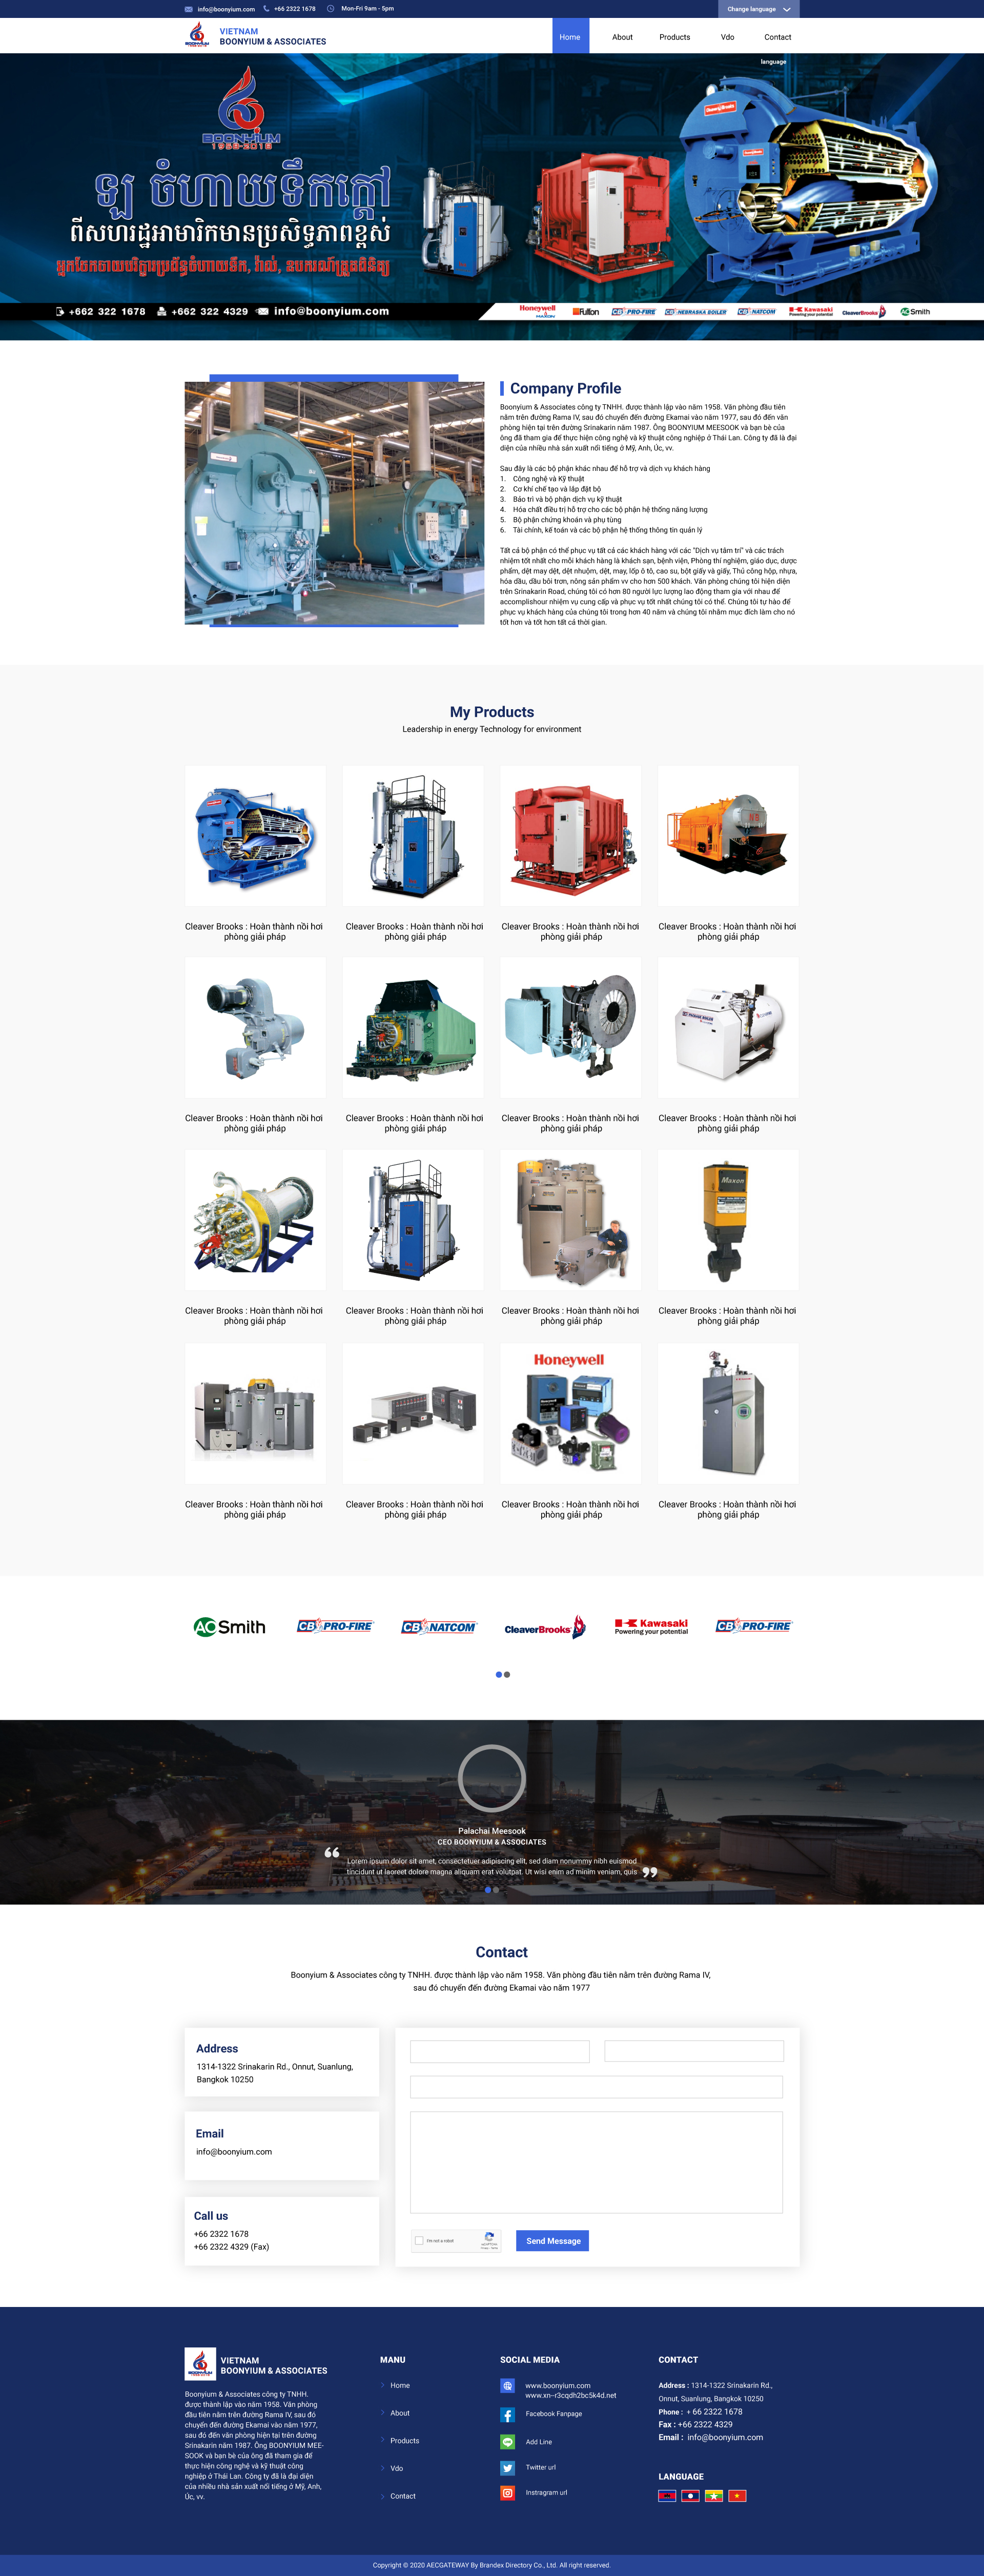 info@boonyium.com +66 2322 1678 Mon-Fri 9am - 5pm Change language
VIETNAM
BOONYIUM & ASSOCIATES
Home About Products Vdo Contact
language
BOONYIUM
1958-2018
ឡ ចំហាយទឹកក្តៅ
ពីសហរដ្ឋអាមេរិកមានប្រសិទ្ធភាពខ្ពស់
+662 322 1678 +662 322 4329 info@boonyium.com
Honeywell MAXON Fulton CB PRO-FIRE CB NEBRASKA BOILER CB NATCOM Kawasaki Powering your potential CleaverBrooks AO Smith
Company Profile
Boonyium & Associates công ty TNHH. được thành lập vào năm 1958. Văn phòng đầu tiên
nằm trên đường Rama IV, sau đó chuyển đến đường Ekamai vào năm 1977, sau đó đến văn
phòng hiện tại trên đường Srinakarin năm 1987. Ông BOONYIUM MEESOOK và bạn bè của
ông đã tham gia để thực hiện công nghệ và kỹ thuật công nghiệp ở Thái Lan. Công ty đã là đại
diện của nhiều nhà sản xuất nổi tiếng ở Mỹ, Anh, Úc, vv.
Sau đây là các bộ phận khác nhau để hỗ trợ và dịch vụ khách hàng
1. Công nghệ và Kỹ thuật
2. Cơ khí chế tạo và lắp đặt bộ
3. Bảo trì và bộ phận dịch vụ kỹ thuật
4. Hóa chất điều trị hỗ trợ cho các bộ phận hệ thống năng lượng
5. Bộ phận chứng khoán và phụ tùng
6. Tài chính, kế toán và các bộ phận hệ thống thông tin quản lý
Tất cả bộ phận có thể phục vụ tất cả các khách hàng với các "Dịch vụ tâm trí" và các trách
nhiệm tốt nhất cho mỗi khách hàng là khách sạn, bệnh viện, Phòng thí nghiệm, giáo dục, dược
phẩm, dệt may dệt, dệt nhuộm, dệt, may, lốp ô tô, cao su, bột giấy và giấy, Thủ công hộp, nhựa,
hóa dầu, dầu bôi trơn, nông sản phẩm vv cho hơn 500 khách. Văn phòng chúng tôi hiện diện
trên Srinakarin Road, chúng tôi có hơn 80 người lực lượng lao động tham gia với nhau để
accomplishour nhiệm vụ cung cấp và phục vụ tốt nhất chúng tôi có thể. Chúng tôi tự hào để
phục vụ khách hàng của chúng tôi trong hơn 40 năm và chúng tôi nhằm mục đích làm cho nó
tốt hơn và tốt hơn tất cả thời gian.
My Products
Leadership in energy Technology for environment
Cleaver Brooks : Hoàn thành nồi hơi Cleaver Brooks : Hoàn thành nồi hơi Cleaver Brooks : Hoàn thành nồi hơi Cleaver Brooks : Hoàn thành nồi hơi
phòng giải pháp phòng giải pháp phòng giải pháp phòng giải pháp
Cleaver Brooks : Hoàn thành nồi hơi Cleaver Brooks : Hoàn thành nồi hơi Cleaver Brooks : Hoàn thành nồi hơi Cleaver Brooks : Hoàn thành nồi hơi
phòng giải pháp phòng giải pháp phòng giải pháp phòng giải pháp
Maxon
Cleaver Brooks : Hoàn thành nồi hơi Cleaver Brooks : Hoàn thành nồi hơi Cleaver Brooks : Hoàn thành nồi hơi Cleaver Brooks : Hoàn thành nồi hơi
phòng giải pháp phòng giải pháp phòng giải pháp phòng giải pháp
Honeywell
Cleaver Brooks : Hoàn thành nồi hơi Cleaver Brooks : Hoàn thành nồi hơi Cleaver Brooks : Hoàn thành nồi hơi Cleaver Brooks : Hoàn thành nồi hơi
phòng giải pháp phòng giải pháp phòng giải pháp phòng giải pháp
AO Smith CB PRO-FIRE CB NATCOM CleaverBrooks Kawasaki CB PRO-FIRE
Powering your potential
Palachai Meesook
CEO BOONYIUM & ASSOCIATES
“ Lorem ipsum dolor sit amet, consectetuer adipiscing elit, sed diam nonummy nibh euismod
tincidunt ut laoreet dolore magna aliquam erat volutpat. Ut wisi enim ad minim veniam, quis ”
Contact
Boonyium & Associates công ty TNHH. được thành lập vào năm 1958. Văn phòng đầu tiên nằm trên đường Rama IV,
sau đó chuyển đến đường Ekamai vào năm 1977
Address
1314-1322 Srinakarin Rd., Onnut, Suanlung,
Bangkok 10250
Email
info@boonyium.com
Call us
+66 2322 1678
+66 2322 4329 (Fax)
I'm not a robot
reCAPTCHA
Send Message
VIETNAM
BOONYIUM & ASSOCIATES
Boonyium & Associates công ty TNHH.
được thành lập vào năm 1958. Văn phòng
đầu tiên nằm trên đường Rama IV, sau đó
chuyển đến đường Ekamai vào năm 1977,
sau đó đến văn phòng hiện tại trên đường
Srinakarin năm 1987. Ông BOONYIUM MEE-
SOOK và bạn bè của ông đã tham gia để
thực hiện công nghệ và kỹ thuật công
nghiệp ở Thái Lan. Công ty đã là đại diện
của nhiều nhà sản xuất nổi tiếng ở Mỹ, Anh,
Úc, vv.
MANU
Home
About
Products
Vdo
Contact
SOCIAL MEDIA
www.boonyium.com
www.xn--r3cqdh2bc5k4d.net
Facebook Fanpage
Add Line
Twitter url
Instragram url
CONTACT
Address : 1314-1322 Srinakarin Rd.,
Onnut, Suanlung, Bangkok 10250
Phone : + 66 2322 1678
Fax : +66 2322 4329
Email : info@boonyium.com
LANGUAGE
Copyright © 2020 AECGATEWAY By Brandex Directory Co., Ltd. All right reserved.